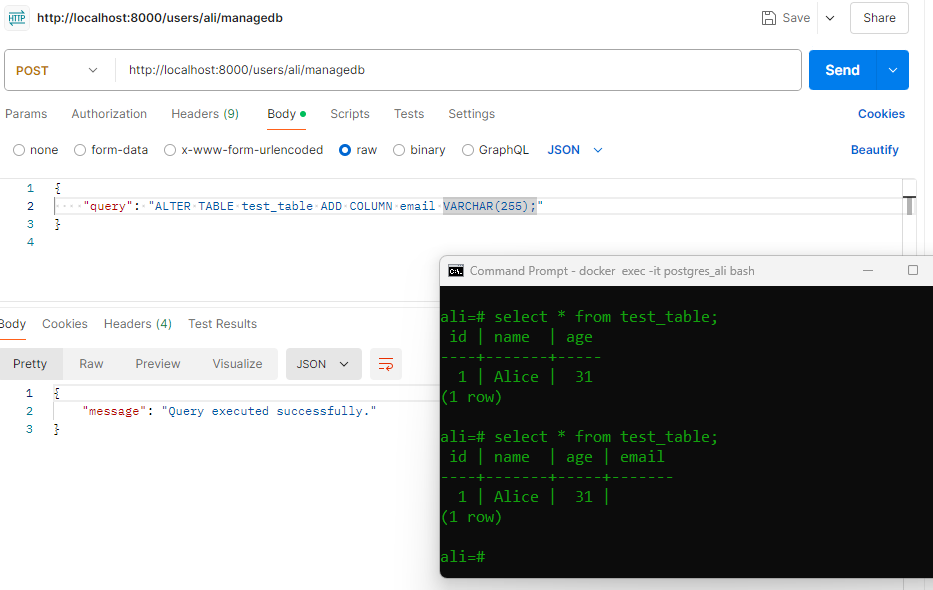 HTTP http://localhost:8000/users/ali/managedb Save Share
POST http://localhost:8000/users/ali/managedb Send
Params Authorization Headers (9) Body Scripts Tests Settings Cookies
none form-data x-www-form-urlencoded raw binary GraphQL JSON Beautify
1 {
2 "query": "ALTER TABLE test_table ADD COLUMN email VARCHAR(255);"
3 }
4
Body Cookies Headers (4) Test Results
Pretty Raw Preview Visualize JSON
1 {
2 "message": "Query executed successfully."
3 }
Command Prompt - docker exec -it postgres_ali bash
ali=# select * from test_table;
id | name | age
----+-------+-----
1 | Alice | 31
(1 row)
ali=# select * from test_table;
id | name | age | email
----+-------+-----+-------
1 | Alice | 31 |
(1 row)
ali=#